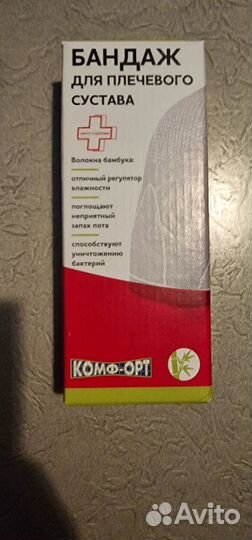 БАНДАЖ
ДЛЯ ПЛЕЧЕВОГО
СУСТАВА
Волокна бамбука:
отличный регулятор
влажности
поглощают
неприятный
запах пота
способствуют
уничтожению
бактерий
КОМФ-ОРТ
Avito